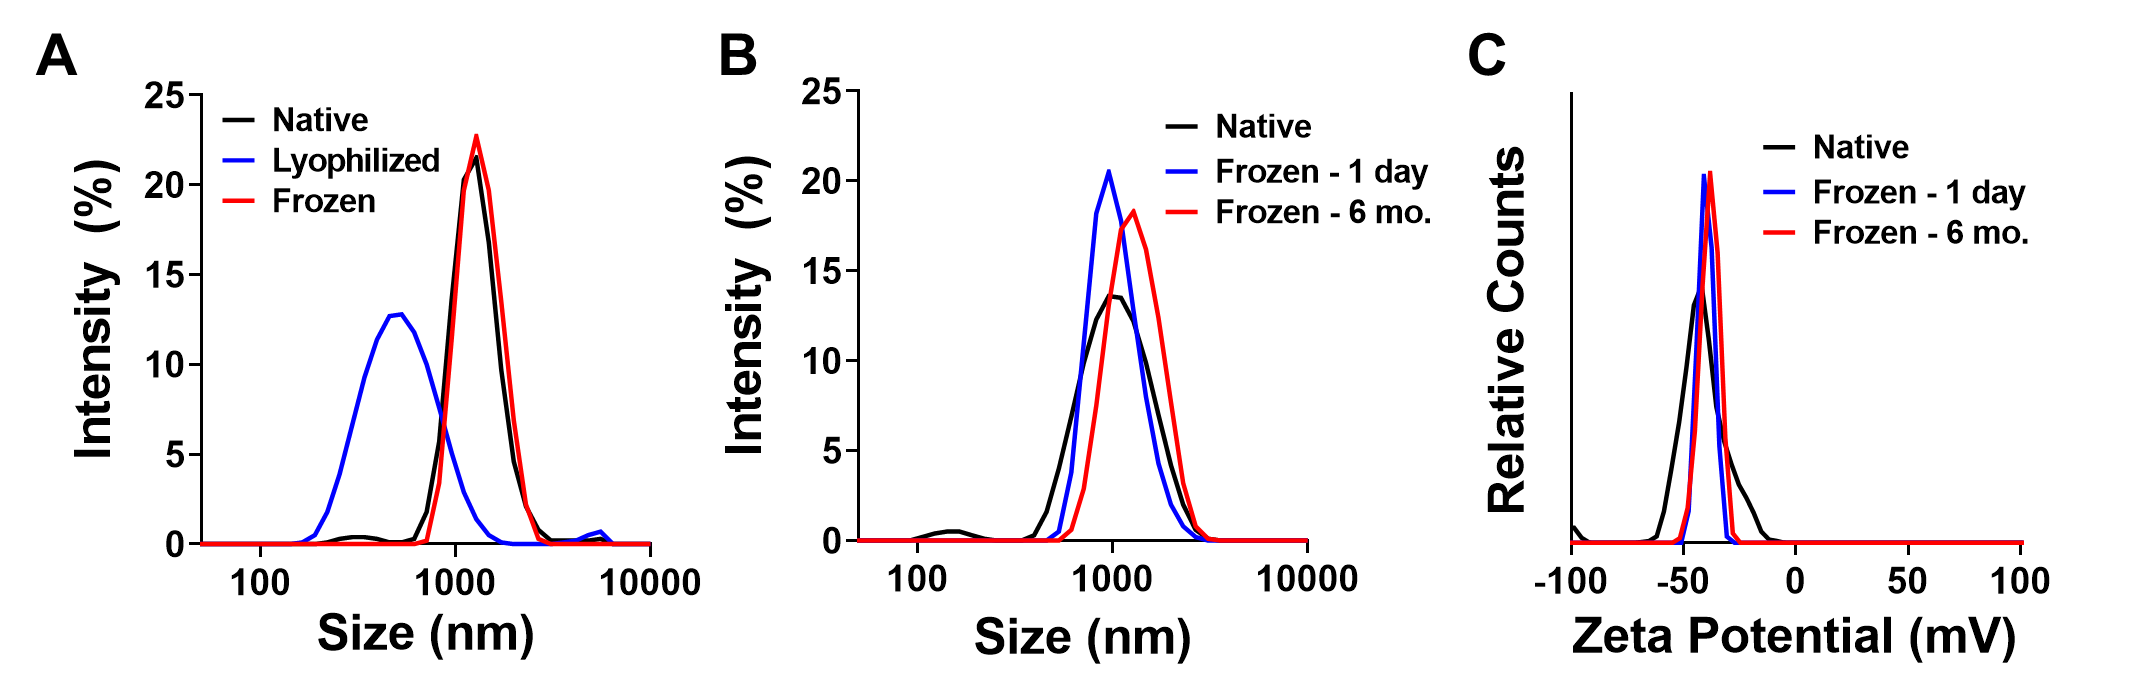 A
Intensity (%)
25
20
15
10
5
0
Native
Lyophilized
Frozen
100
1000
10000
Size (nm)
B
Intensity (%)
25
20
15
10
5
0
Native
Frozen - 1 day
Frozen - 6 mo.
100
1000
10000
Size (nm)
C
Relative Counts
Native
Frozen - 1 day
Frozen - 6 mo.
-100
-50
0
50
100
Zeta Potential (mV)